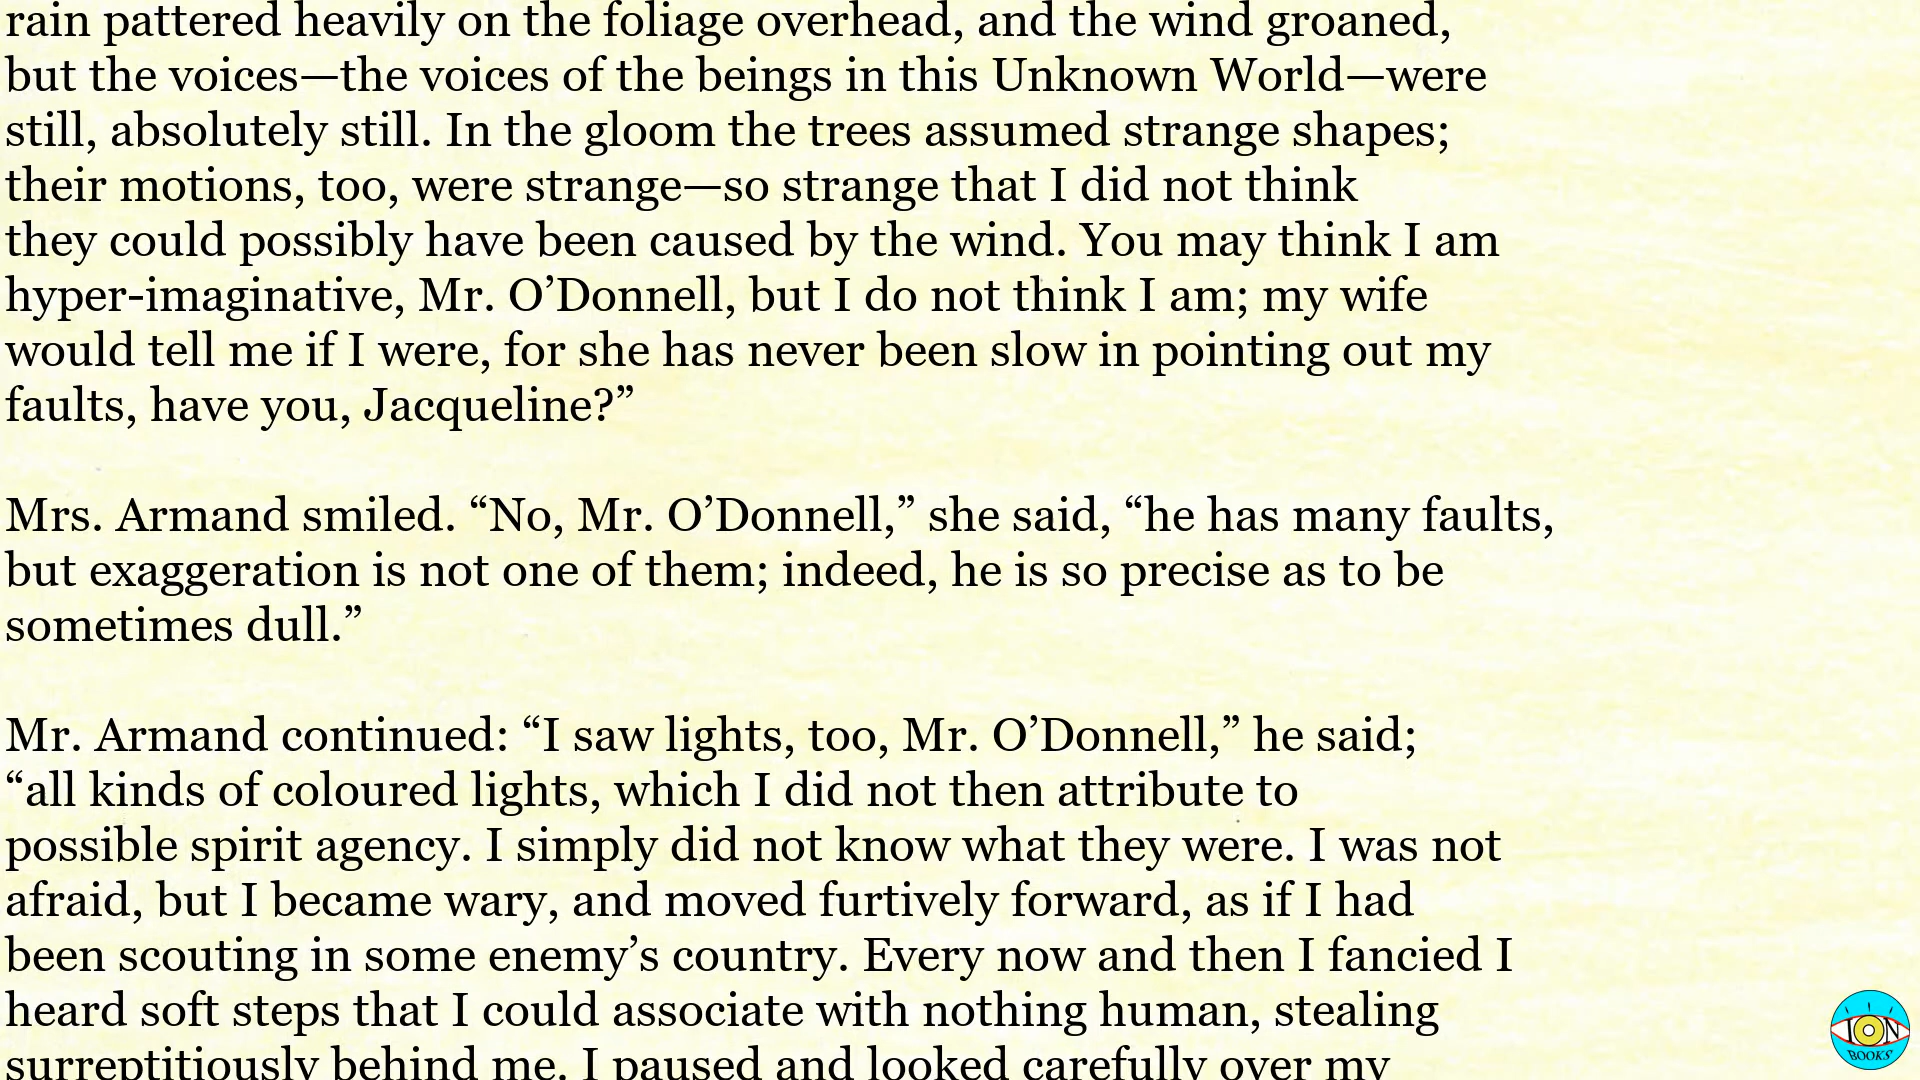 rain pattered heavily on the foliage overhead, and the wind groaned,
but the voices—the voices of the beings in this Unknown World—were
still, absolutely still. In the gloom the trees assumed strange shapes;
their motions, too, were strange—so strange that I did not think
they could possibly have been caused by the wind. You may think I am
hyper-imaginative, Mr. O’Donnell, but I do not think I am; my wife
would tell me if I were, for she has never been slow in pointing out my
faults, have you, Jacqueline?”
Mrs. Armand smiled. “No, Mr. O’Donnell,” she said, “he has many faults,
but exaggeration is not one of them; indeed, he is so precise as to be
sometimes dull.”
Mr. Armand continued: “I saw lights, too, Mr. O’Donnell,” he said;
“all kinds of coloured lights, which I did not then attribute to
possible spirit agency. I simply did not know what they were. I was not
afraid, but I became wary, and moved furtively forward, as if I had
been scouting in some enemy’s country. Every now and then I fancied I
heard soft steps that I could associate with nothing human, stealing
surreptitiously behind me. I paused and looked carefully over my
ION
BOOKS